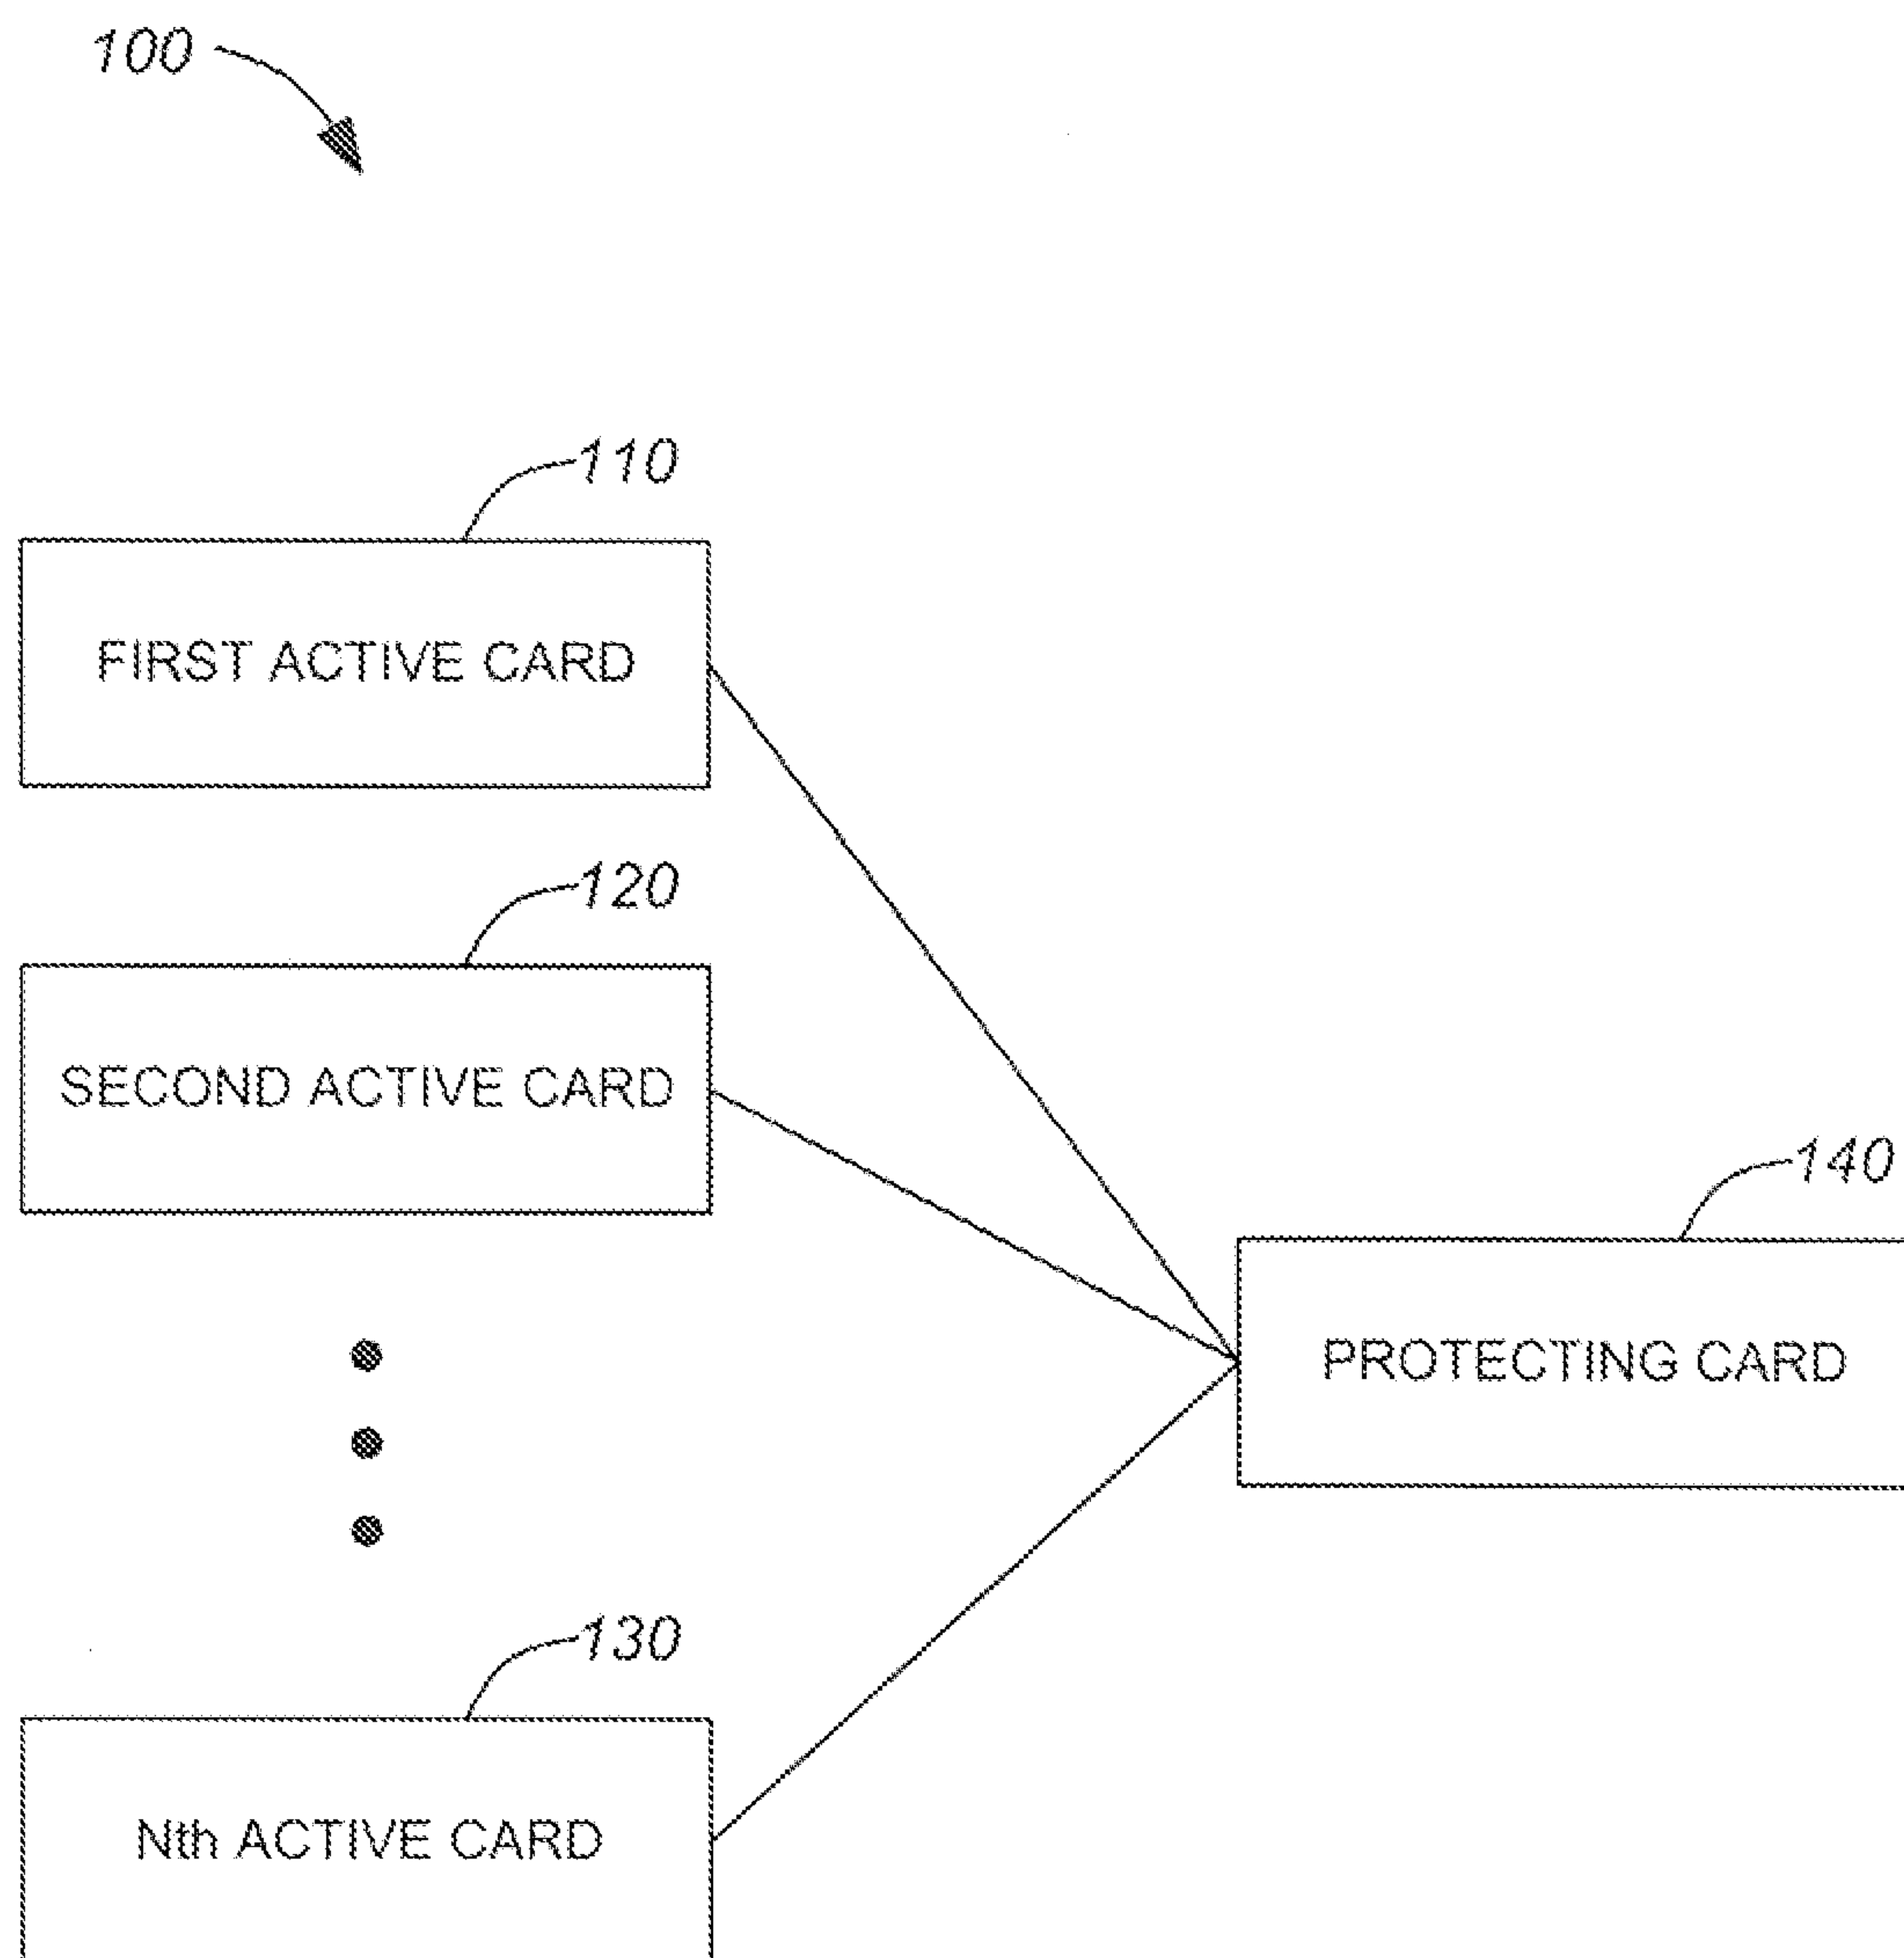 100
110
FIRST ACTIVE CARD
120
SECOND ACTIVE CARD
140
PROTECTING CARD
130
Nth ACTIVE CARD